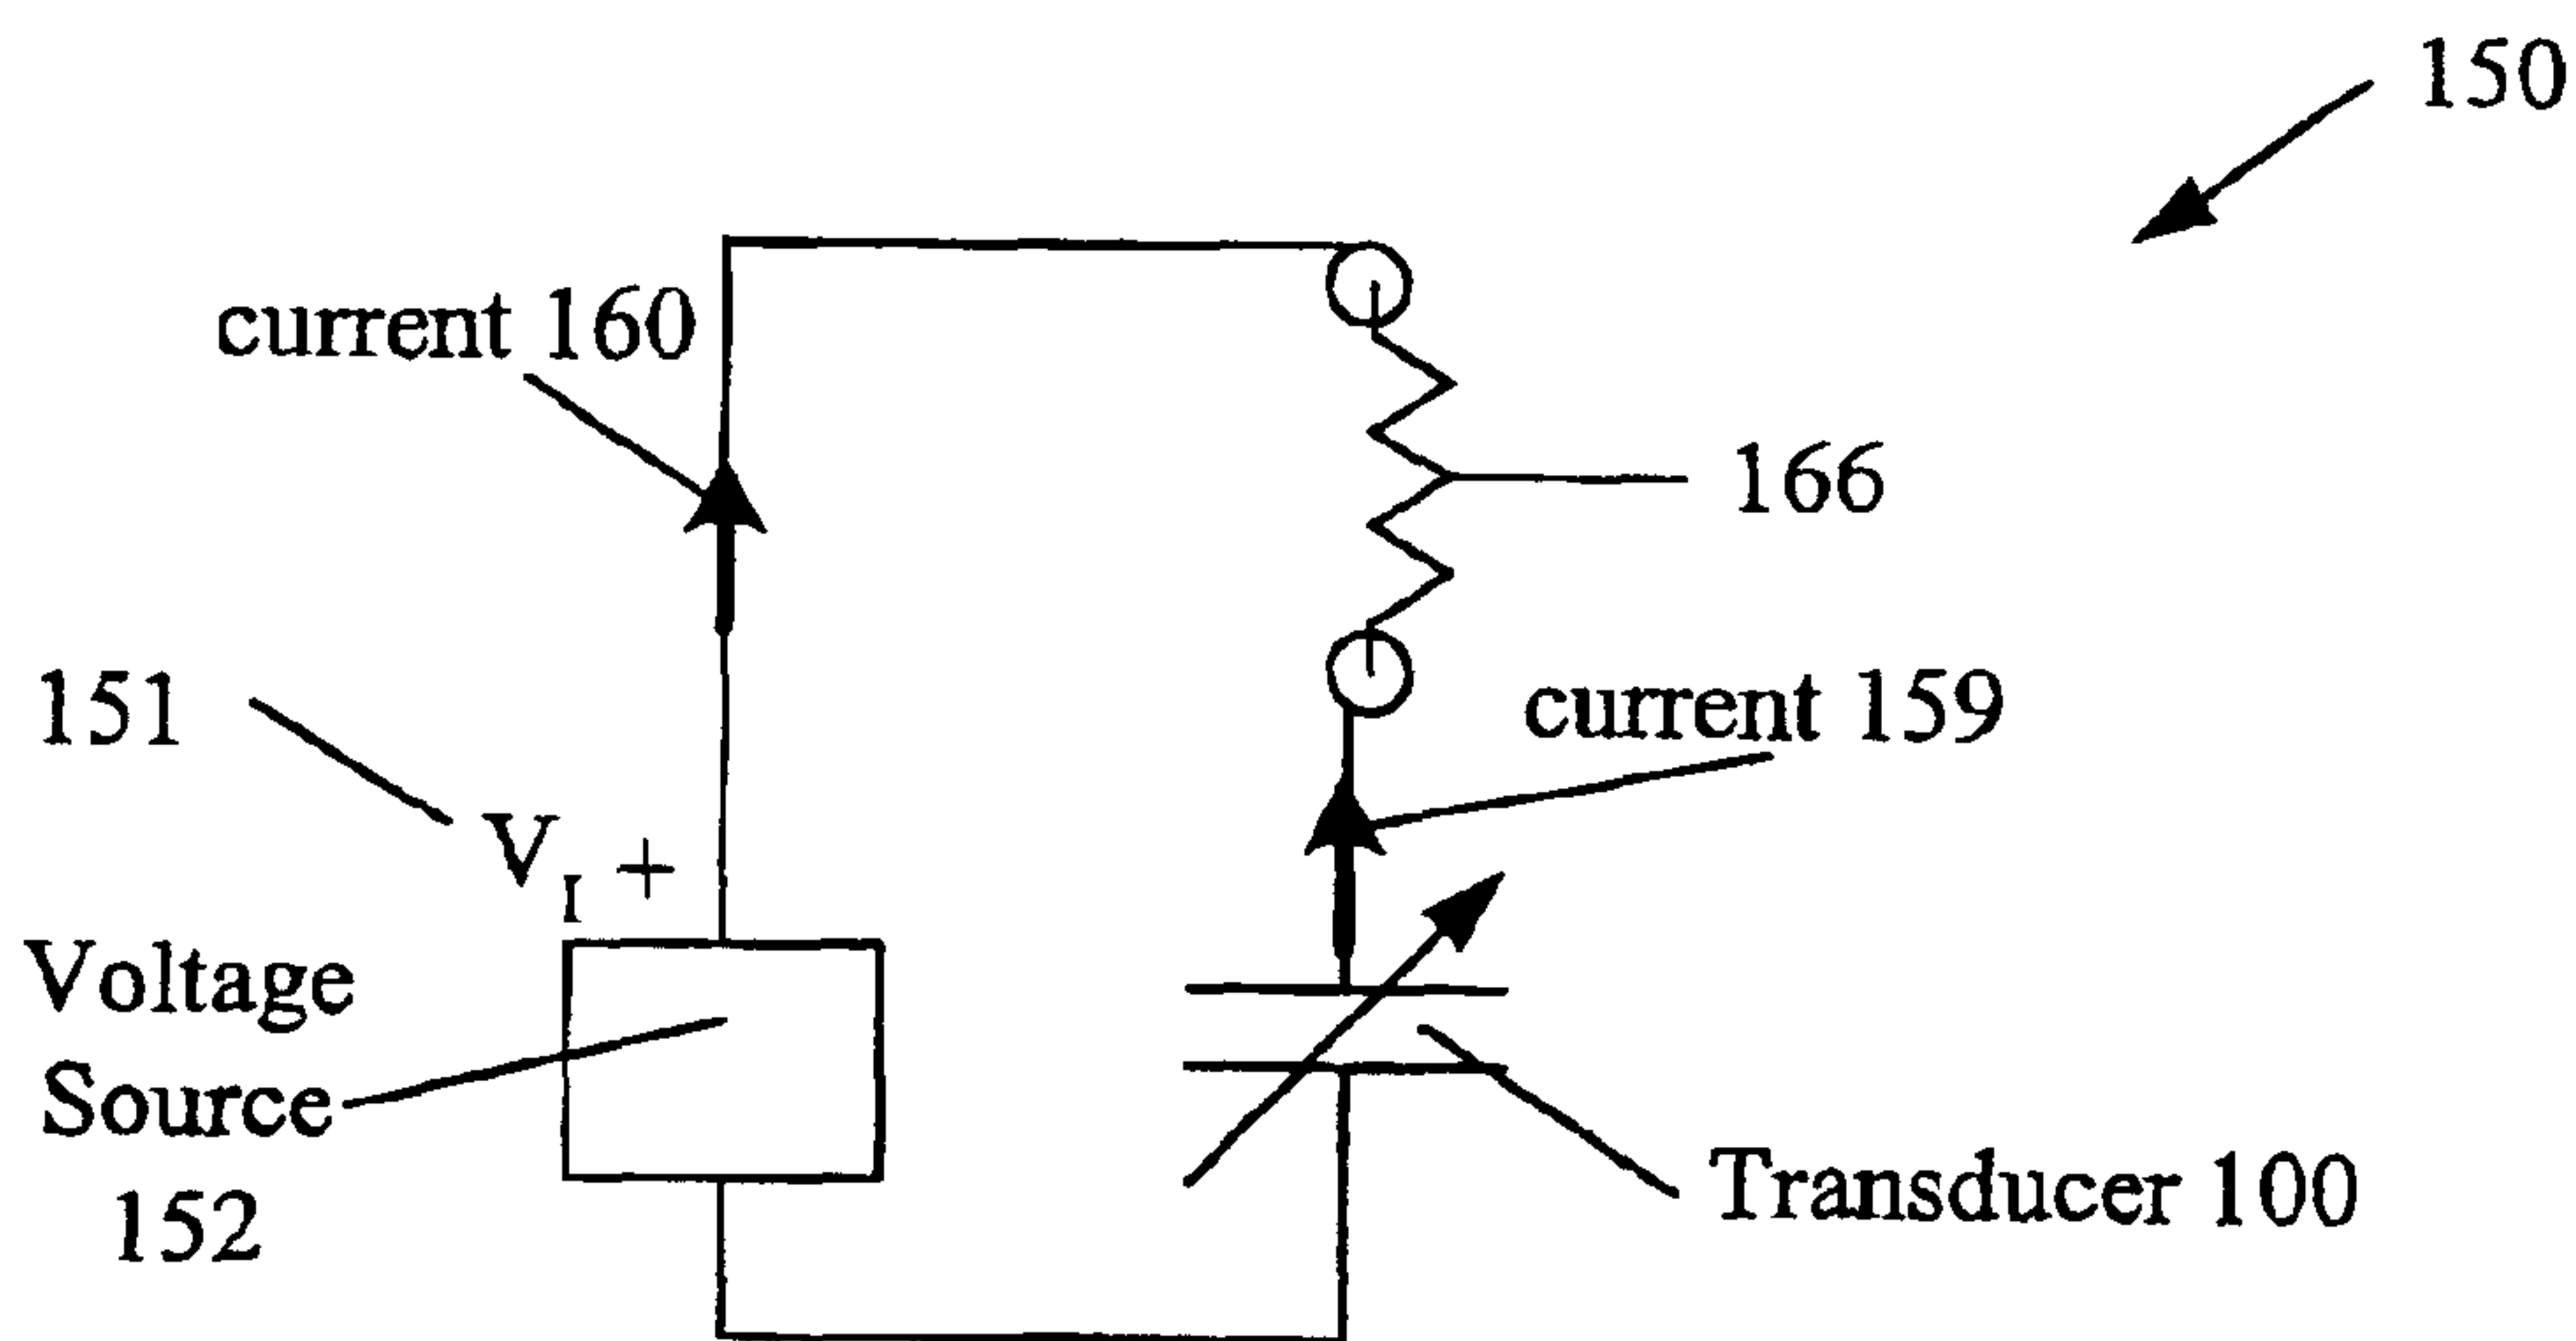 150
current 160
166
151
current 159
V_I +
Voltage
Source
152
Transducer 100